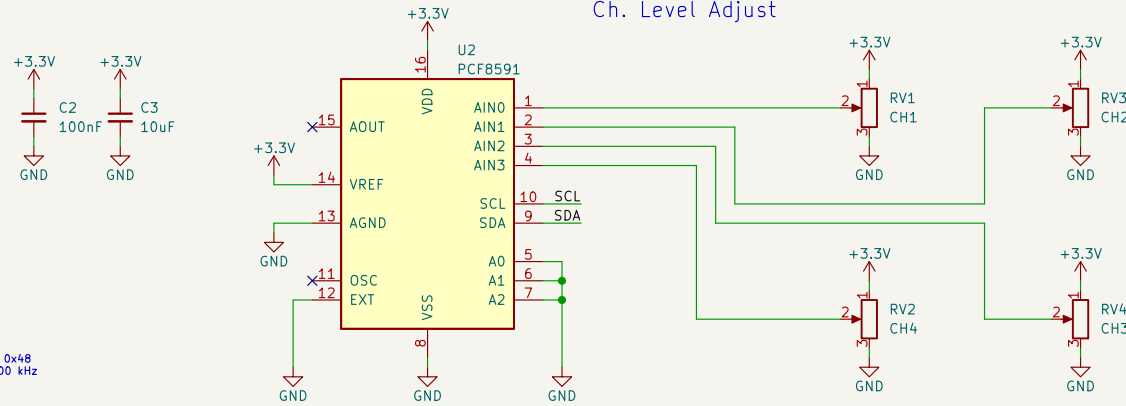 Ch. Level Adjust
+3.3V
+3.3V
+3.3V
C2
100nF
C3
10uF
GND
GND
U2
PCF8591
16
VDD
15
AOUT
+3.3V
14
VREF
13
AGND
GND
11
OSC
12
EXT
VSS
8
AIN0
1
AIN1
2
AIN2
3
AIN3
4
SCL
10
SCL
SDA
9
SDA
A0
5
A1
6
A2
7
GND
GND
GND
+3.3V
1
2
3
RV1
CH1
GND
+3.3V
1
2
3
RV3
CH2
GND
+3.3V
1
2
3
RV2
CH4
GND
+3.3V
1
2
3
RV4
CH3
GND
0x48
00 kHz